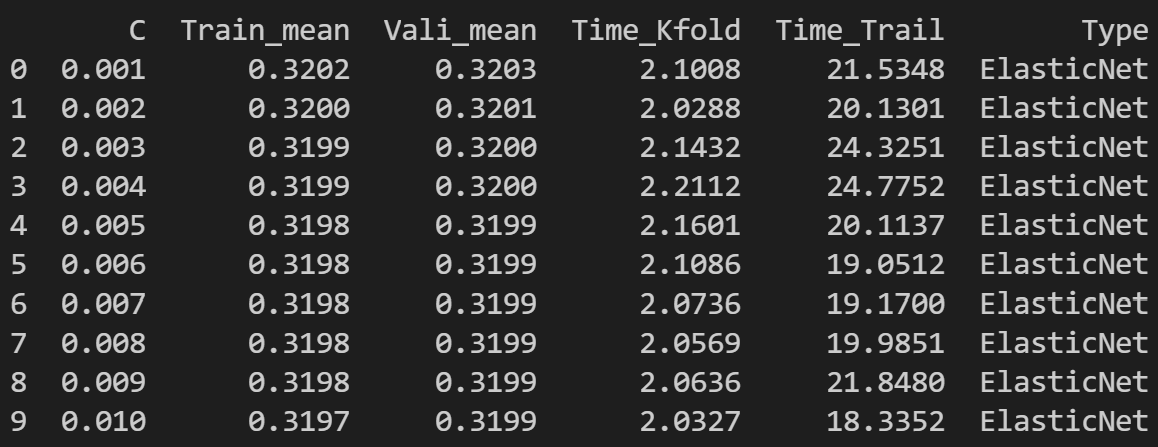 C Train_mean Vali_mean Time_Kfold Time_Trail Type
0 0.001 0.3202 0.3203 2.1008 21.5348 ElasticNet
1 0.002 0.3200 0.3201 2.0288 20.1301 ElasticNet
2 0.003 0.3199 0.3200 2.1432 24.3251 ElasticNet
3 0.004 0.3199 0.3200 2.2112 24.7752 ElasticNet
4 0.005 0.3198 0.3199 2.1601 20.1137 ElasticNet
5 0.006 0.3198 0.3199 2.1086 19.0512 ElasticNet
6 0.007 0.3198 0.3199 2.0736 19.1700 ElasticNet
7 0.008 0.3198 0.3199 2.0569 19.9851 ElasticNet
8 0.009 0.3198 0.3199 2.0636 21.8480 ElasticNet
9 0.010 0.3197 0.3199 2.0327 18.3352 ElasticNet